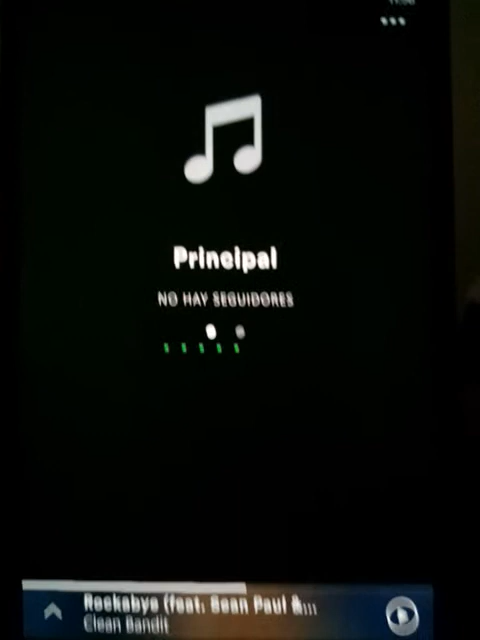 Principal
NO HAY SEGUIDORES
Rockabye (feat. Sean Paul &...
Clean Bandit